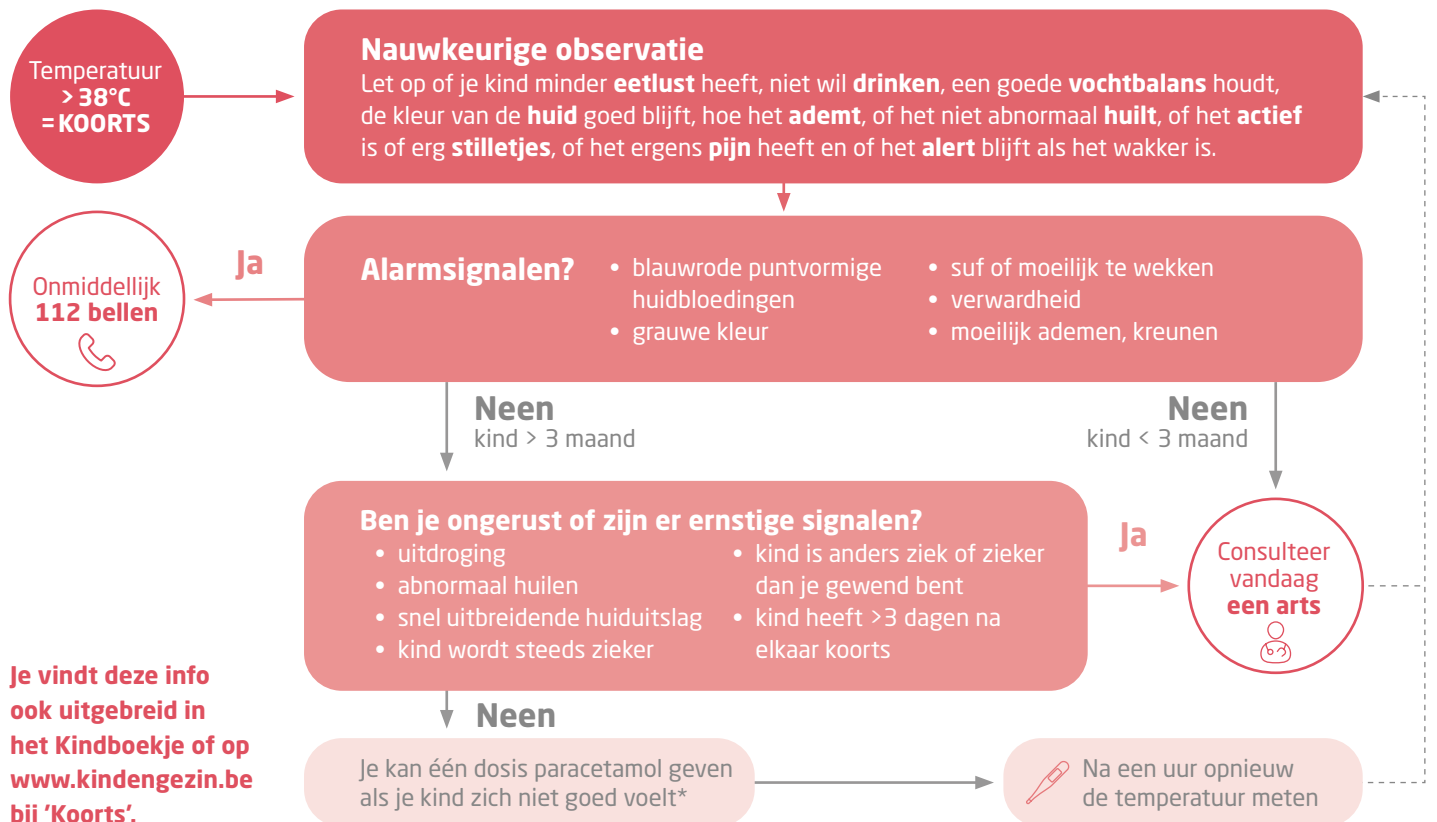 Temperatuur
> 38°C
= KOORTS
Nauwkeurige observatie
Let op of je kind minder eetlust heeft, niet wil drinken, een goede vochtbalans houdt,
de kleur van de huid goed blijft, hoe het ademt, of het niet abnormaal huilt, of het actief
is of erg stilletjes, of het ergens pijn heeft en of het alert blijft als het wakker is.
Ja
Onmiddellijk
112 bellen
Alarmsignalen?
• blauwrode puntvormige
huidbloedingen
• grauwe kleur
• suf of moeilijk te wekken
• verwardheid
• moeilijk ademen, kreunen
Neen
kind > 3 maand
Neen
kind < 3 maand
Ben je ongerust of zijn er ernstige signalen?
• uitdroging
• abnormaal huilen
• snel uitbreidende huiduitslag
• kind wordt steeds zieker
• kind is anders ziek of zieker
dan je gewend bent
• kind heeft >3 dagen na
elkaar koorts
Ja
Consulteer
vandaag
een arts
Neen
Je kan één dosis paracetamol geven
als je kind zich niet goed voelt*
Na een uur opnieuw
de temperatuur meten
Je vindt deze info
ook uitgebreid in
het Kindboekje of op
www.kindengezin.be
bij 'Koorts'.